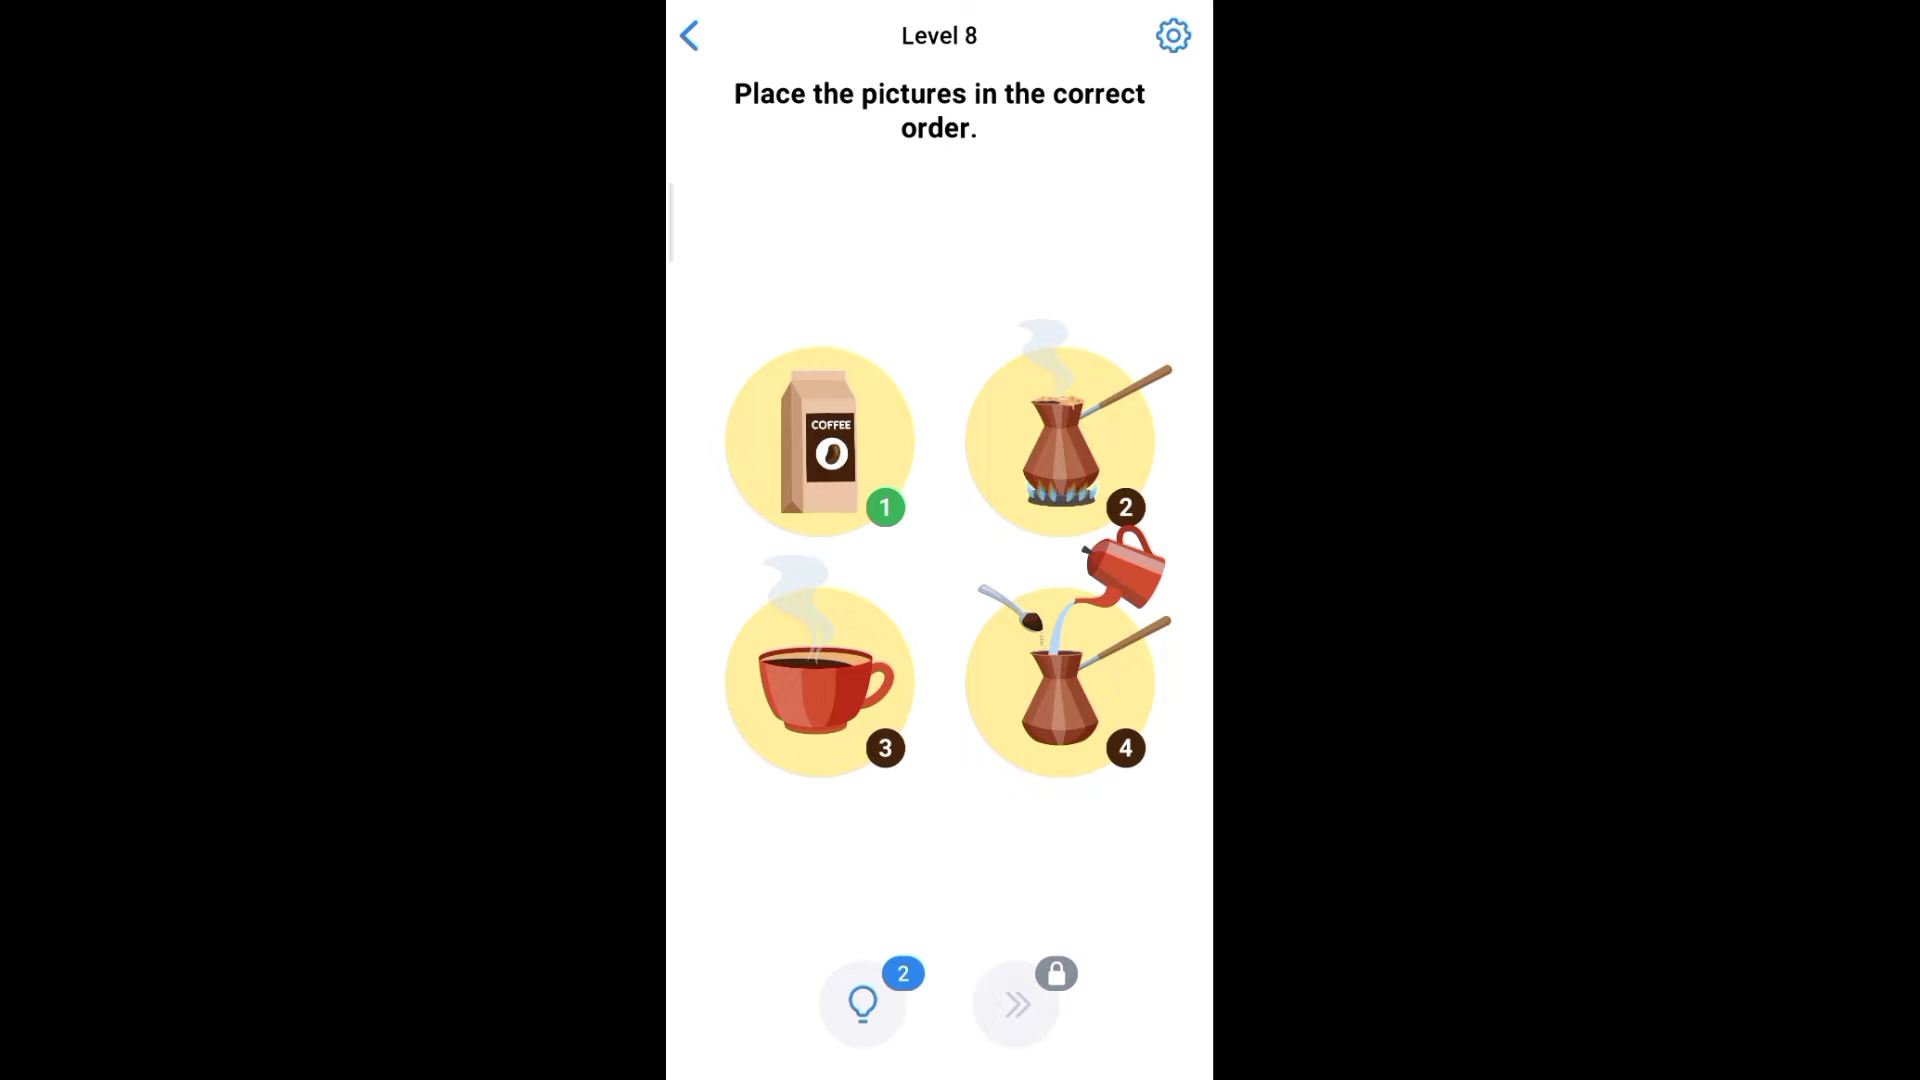 Level 8
Place the pictures in the correct
order.
COFFEE
1
2
3
4
2